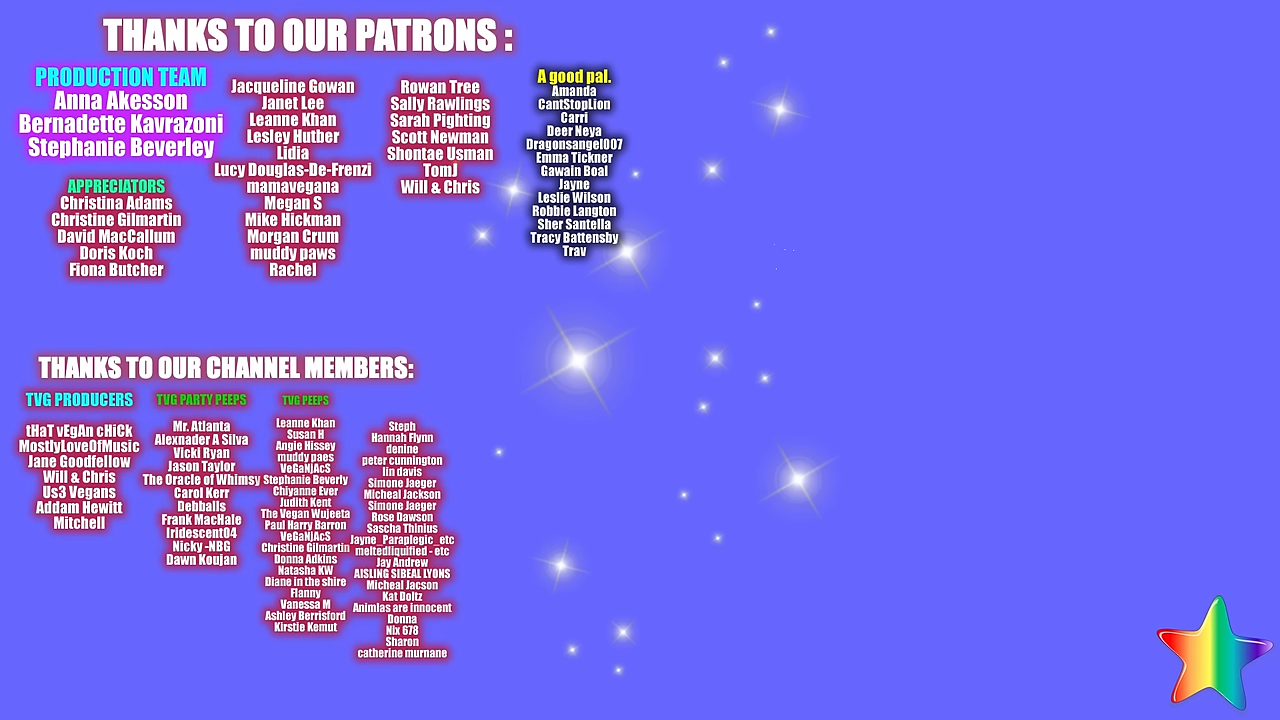 THANKS TO OUR PATRONS :
PRODUCTION TEAM
Anna Akesson
Bernadette Kavrazoni
Stephanie Beverley
APPRECIATORS
Christina Adams
Christine Gilmartin
David MacCallum
Doris Koch
Fiona Butcher
Jacqueline Gowan
Janet Lee
Leanne Khan
Lesley Hutber
Lidia
Lucy Douglas-De-Frenzi
mamavegana
Megan S
Mike Hickman
Morgan Crum
muddy paws
Rachel
Rowan Tree
Sally Rawlings
Sarah Pighting
Scott Newman
Shontae Usman
TomJ
Will & Chris
A good pal.
Amanda
CantStopLion
Carri
Deer Neya
Dragonsangel007
Emma Tickner
Gawain Boal
Jayne
Leslie Wilson
Robbie Langton
Sher Santella
Tracy Battensby
Trav
THANKS TO OUR CHANNEL MEMBERS:
TVG PRODUCERS
tHaT vEgAn cHiCk
MostlyLoveOfMusic
Jane Goodfellow
Will & Chris
Us3 Vegans
Addam Hewitt
Mitchell
TVG PARTY PEEPS
Mr. Atlanta
Alexnader A Silva
Vicki Ryan
Jason Taylor
The Oracle of Whimsy
Carol Kerr
Debballs
Frank MacHale
Iridescent04
Nicky -NBG
Dawn Koujan
TVG PEEPS
Leanne Khan
Susan H
Angie Hissey
muddy paes
VeGaNjAcS
Stephanie Beverly
Chiyanne Ever
Judith Kent
The Vegan Wujeeta
Paul Harry Barron
VeGaNjAcS
Christine Gilmartin
Donna Adkins
Natasha KW
Diane in the shire
Flanny
Vanessa M
Ashley Berrisford
Kirstie Kemut
Steph
Hannah Flynn
denine
peter cunnington
lin davis
Simone Jaeger
Micheal Jackson
Simone Jaeger
Rose Dawson
Sascha Thinius
Jayne_Paraplegic_etc
meltedliquified - etc
Jay Andrew
AISLING SIBEAL LYONS
Micheal Jacson
Kat Doltz
Animlas are innocent
Donna
Nix 678
Sharon
catherine murnane